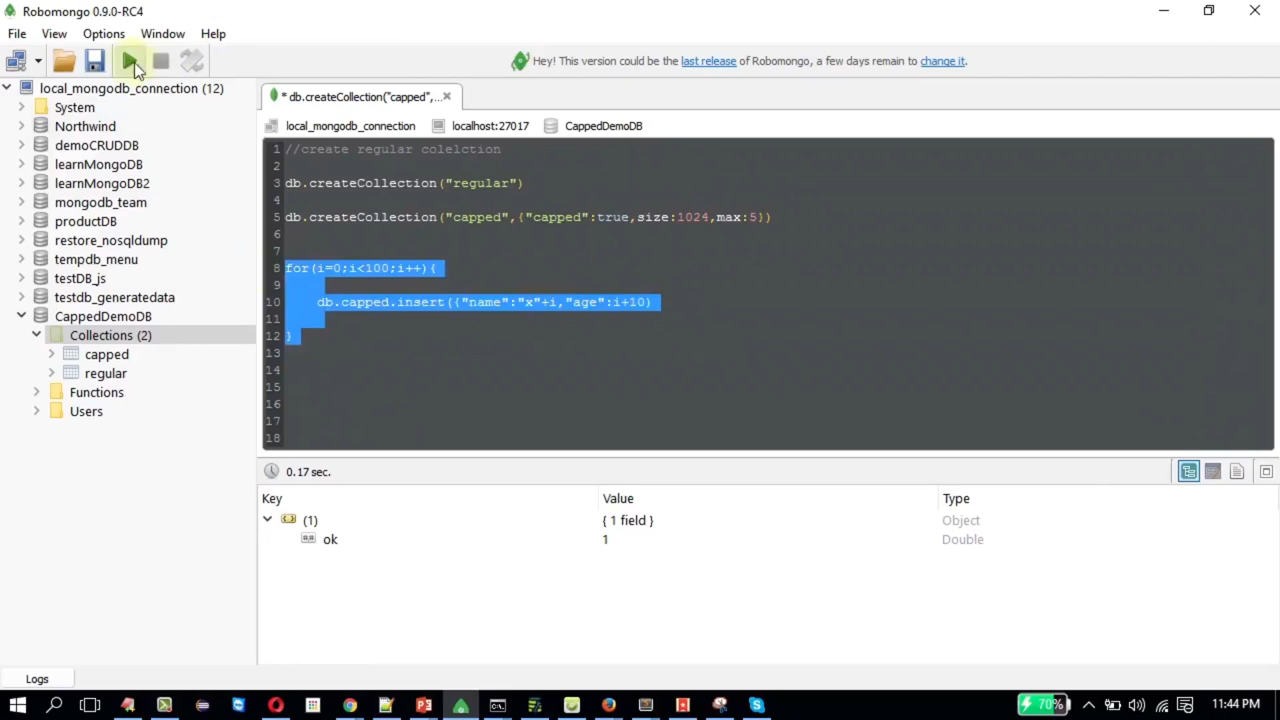 Robomongo 0.9.0-RC4
File View Options Window Help
Hey! This version could be the last release of Robomongo, a few days remain to change it.
local_mongodb_connection (12)
System
Northwind
demoCRUDDB
learnMongoDB
learnMongoDB2
mongodb_team
productDB
restore_nosqldump
tempdb_menu
testDB_js
testdb_generatedata
CappedDemoDB
Collections (2)
capped
regular
Functions
Users
* db.createCollection("capped",...
local_mongodb_connection localhost:27017 CappedDemoDB
1 //create regular colelction
2
3 db.createCollection("regular")
4
5 db.createCollection("capped",{"capped":true,size:1024,max:5})
6
7
8 for(i=0;i<100;i++){
9
10 db.capped.insert({"name":"x"+i,"age":i+10)
11
12 }
13
14
15
16
17
18
0.17 sec.
Key Value Type
(1) { 1 field } Object
ok 1 Double
Logs
70% 11:44 PM